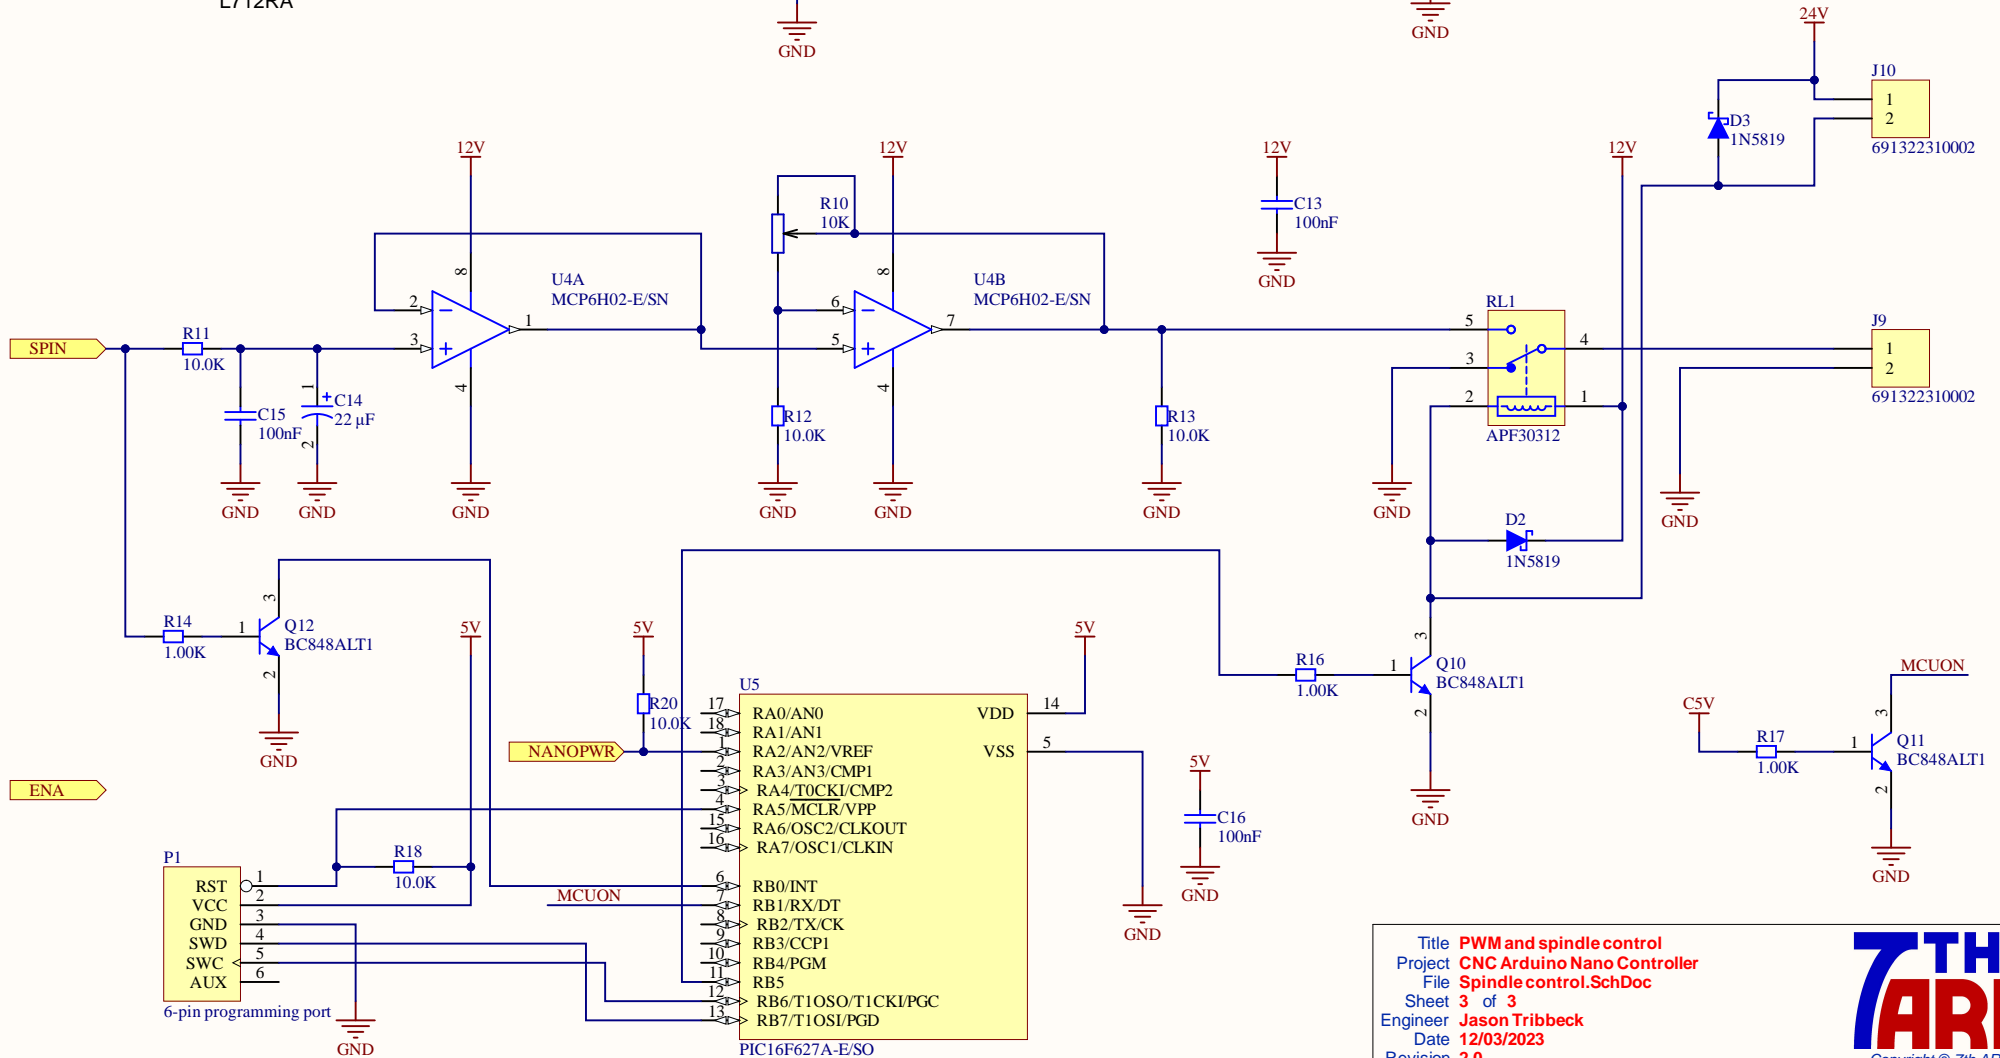 L712RA
GND
GND
24V
J10
1
2
691322310002
D3
1N5819
12V
12V
12V
12V
R10
10K
C13
100nF
8
U4A
MCP6H02-E/SN
2
3
1
4
8
U4B
MCP6H02-E/SN
6
5
7
4
GND
RL1
5
3
4
2
1
APF30312
J9
1
2
691322310002
SPIN
R11
10.0K
C15
100nF
1
C14
22 µF
2
R12
10.0K
R13
10.0K
GND
GND
GND
GND
GND
GND
GND
GND
D2
1N5819
R14
1.00K
1
3
Q12
BC848ALT1
2
GND
5V
5V
5V
R20
10.0K
NANOPWR
ENA
U5
17 RA0/AN0
18 RA1/AN1
1 RA2/AN2/VREF
2 RA3/AN3/CMP1
3 RA4/T0CKI/CMP2
4 RA5/MCLR/VPP
15 RA6/OSC2/CLKOUT
16 RA7/OSC1/CLKIN
6 RB0/INT
7 RB1/RX/DT
8 RB2/TX/CK
9 RB3/CCP1
10 RB4/PGM
11 RB5
12 RB6/T1OSO/T1CKI/PGC
13 RB7/T1OSI/PGD
VDD 14
VSS 5
PIC16F627A-E/SO
MCUON
R16
1.00K
1
3
Q10
BC848ALT1
2
GND
5V
C16
100nF
GND
GND
C5V
R17
1.00K
1
3
MCUON
Q11
BC848ALT1
2
GND
P1
RST 1
VCC 2
GND 3
SWD 4
SWC 5
AUX 6
6-pin programming port
R18
10.0K
GND
Title PWM and spindle control
Project CNC Arduino Nano Controller
File Spindle control.SchDoc
Sheet 3 of 3
Engineer Jason Tribbeck
Date 12/03/2023
Revision 2.0
7TH
AR